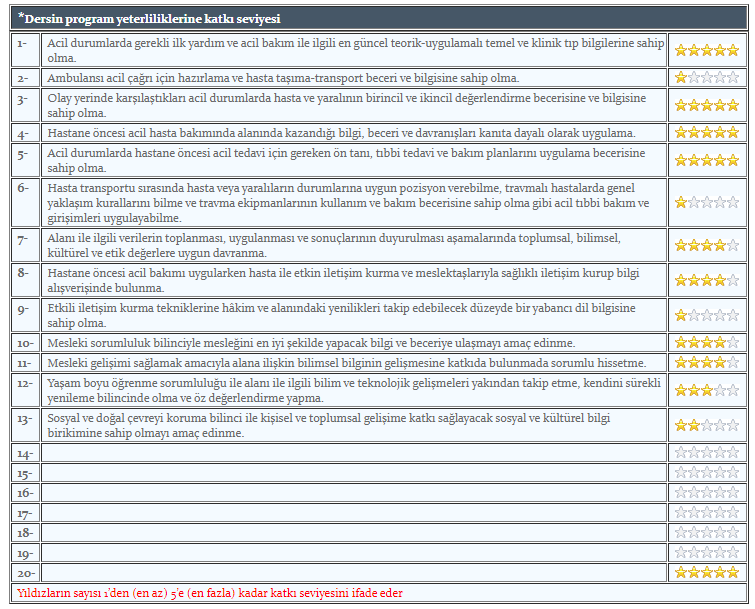 *Dersin program yeterliliklerine katkı seviyesi
1- Acil durumlarda gerekli ilk yardım ve acil bakım ile ilgili en güncel teorik-uygulamalı temel ve klinik tıp bilgilerine sahip
olma.
2- Ambulansı acil çağrı için hazırlama ve hasta taşıma-transport beceri ve bilgisine sahip olma.
3- Olay yerinde karşılaştıkları acil durumlarda hasta ve yaralının birincil ve ikincil değerlendirme becerisine ve bilgisine
sahip olma.
4- Hastane öncesi acil hasta bakımında alanında kazandığı bilgi, beceri ve davranışları kanıta dayalı olarak uygulama.
5- Acil durumlarda hastane öncesi acil tedavi için gereken ön tanı, tıbbi tedavi ve bakım planlarını uygulama becerisine
sahip olma.
6- Hasta transportu sırasında hasta veya yaralıların durumlarına uygun pozisyon verebilme, travmalı hastalarda genel
yaklaşım kurallarını bilme ve travma ekipmanlarının kullanım ve bakım becerisine sahip olma gibi acil tıbbi bakım ve
girişimleri uygulayabilme.
7- Alanı ile ilgili verilerin toplanması, uygulanması ve sonuçlarının duyurulması aşamalarında toplumsal, bilimsel,
kültürel ve etik değerlere uygun davranma.
8- Hastane öncesi acil bakımı uygularken hasta ile etkin iletişim kurma ve meslektaşlarıyla sağlıklı iletişim kurup bilgi
alışverişinde bulunma.
9- Etkili iletişim kurma tekniklerine hâkim ve alanındaki yenilikleri takip edebilecek düzeyde bir yabancı dil bilgisine
sahip olma.
10- Mesleki sorumluluk bilinciyle mesleğini en iyi şekilde yapacak bilgi ve beceriye ulaşmayı amaç edinme.
11- Mesleki gelişimi sağlamak amacıyla alana ilişkin bilimsel bilginin gelişmesine katkıda bulunmada sorumlu hissetme.
12- Yaşam boyu öğrenme sorumluluğu ile alanı ile ilgili bilim ve teknolojik gelişmeleri yakından takip etme, kendini sürekli
yenileme bilincinde olma ve öz değerlendirme yapma.
13- Sosyal ve doğal çevreyi koruma bilinci ile kişisel ve toplumsal gelişime katkı sağlayacak sosyal ve kültürel bilgi
birikimine sahip olmayı amaç edinme.
14-
15-
16-
17-
18-
19-
20-
Yıldızların sayısı 1'den (en az) 5'e (en fazla) kadar katkı seviyesini ifade eder